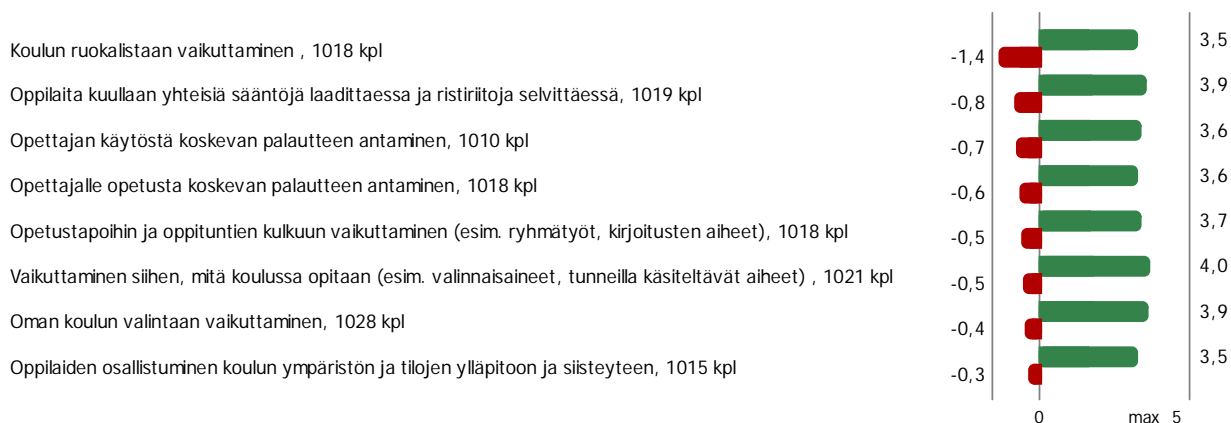 3,5
Koulun ruokalistaan vaikuttaminen , 1018 kpl
-1,4
3,9
Oppilaita kuullaan yhteisiä sääntöjä laadittaessa ja ristiriitoja selvittäessä, 1019 kpl
-0,8
3,6
Opettajan käytöstä koskevan palautteen antaminen, 1010 kpl
-0,7
3,6
Opettajalle opetusta koskevan palautteen antaminen, 1018 kpl
-0,6
3,7
Opetustapoihin ja oppituntien kulkuun vaikuttaminen (esim. ryhmätyöt, kirjoitusten aiheet), 1018 kpl
-0,5
4,0
Vaikuttaminen siihen, mitä koulussa opitaan (esim. valinnaisaineet, tunneilla käsiteltävät aiheet) , 1021 kpl
-0,5
3,9
Oman koulun valintaan vaikuttaminen, 1028 kpl
-0,4
3,5
Oppilaiden osallistuminen koulun ympäristön ja tilojen ylläpitoon ja siisteyteen, 1015 kpl
-0,3
0 max 5